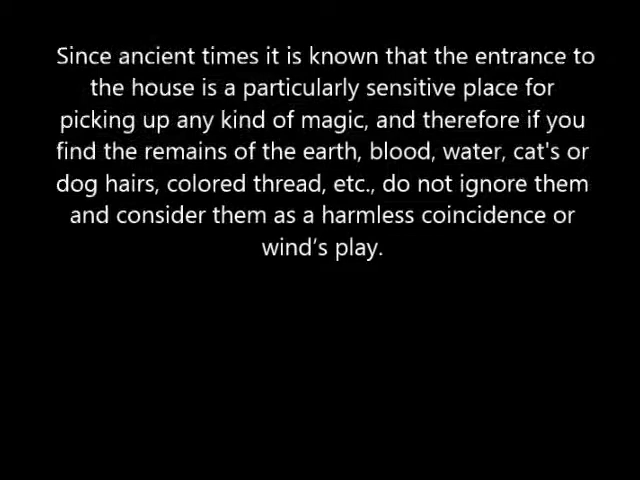 Since ancient times it is known that the entrance to
the house is a particularly sensitive place for
picking up any kind of magic, and therefore if you
find the remains of the earth, blood, water, cat's or
dog hairs, colored thread, etc., do not ignore them
and consider them as a harmless coincidence or
wind’s play.